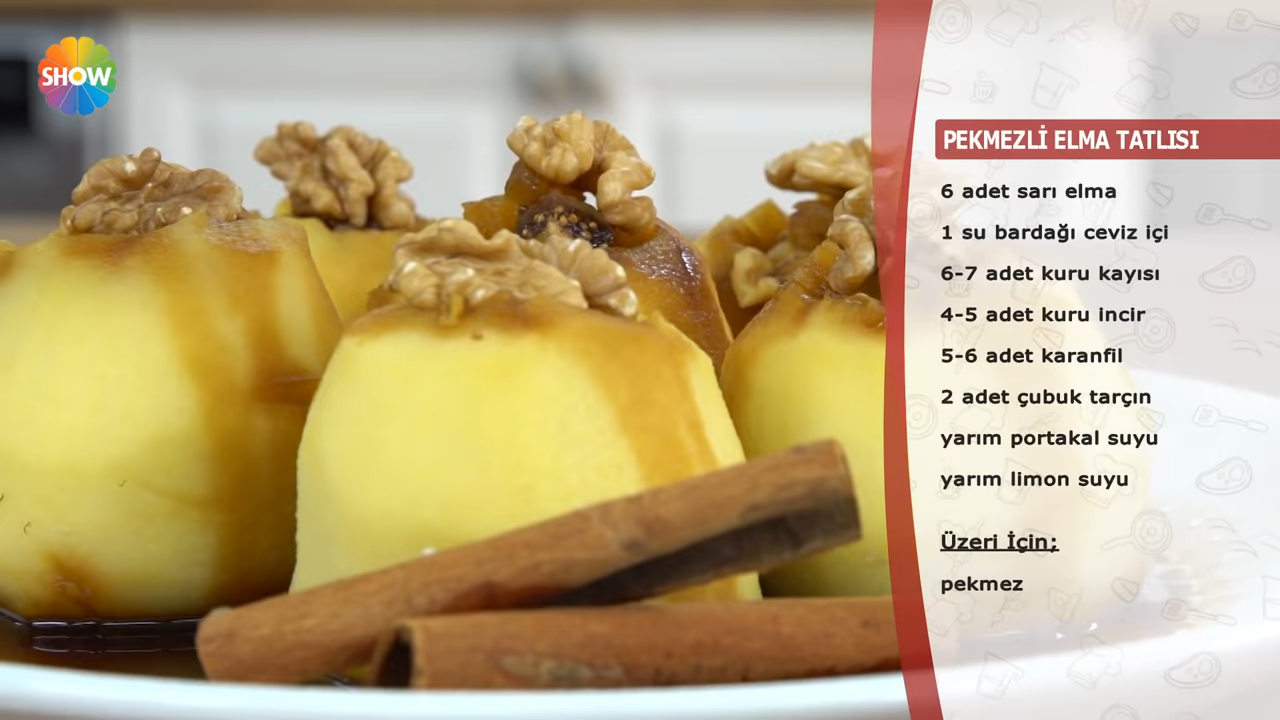 SHOW
PEKMEZLİ ELMA TATLISI
6 adet sarı elma
1 su bardağı ceviz içi
6-7 adet kuru kayısı
4-5 adet kuru incir
5-6 adet karanfil
2 adet çubuk tarçın
yarım portakal suyu
yarım limon suyu
Üzeri İçin;
pekmez